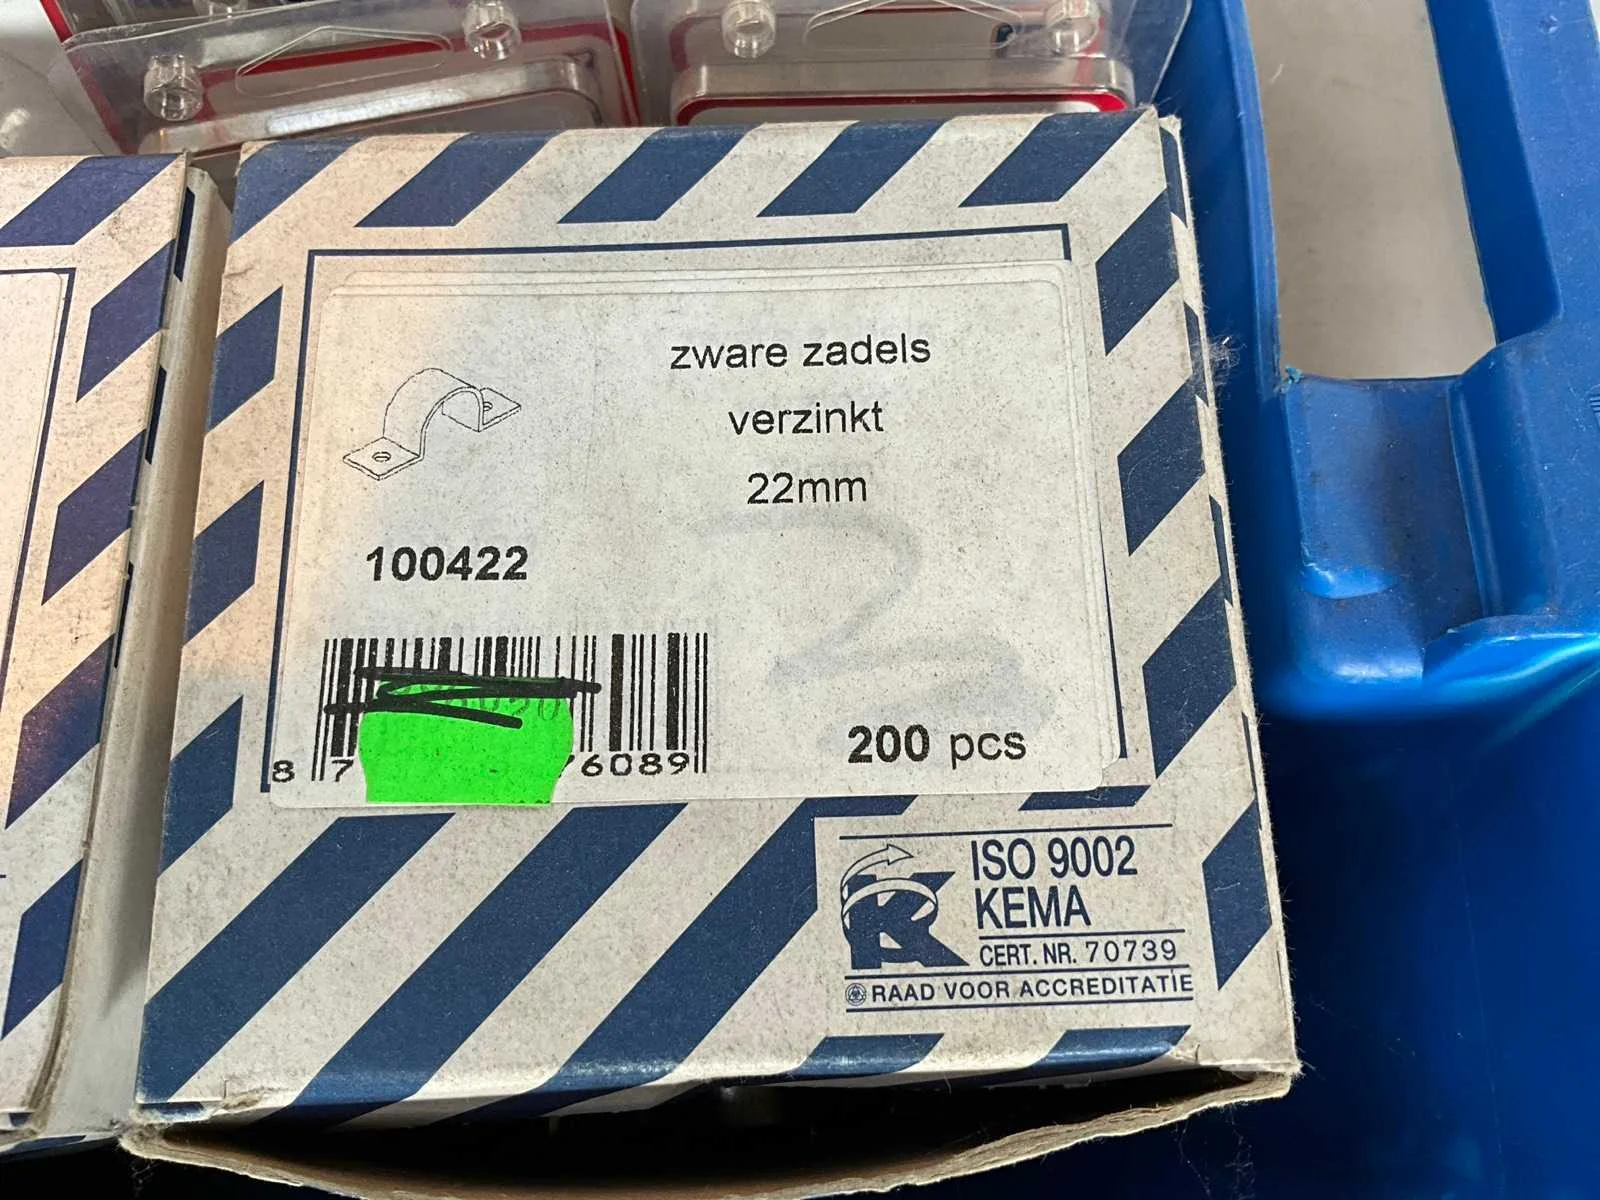 zware zadels
verzinkt
22mm
100422
8 7 76089
200 pcs
ISO 9002
KEMA
CERT. NR. 70739
RAAD VOOR ACCREDITATIE